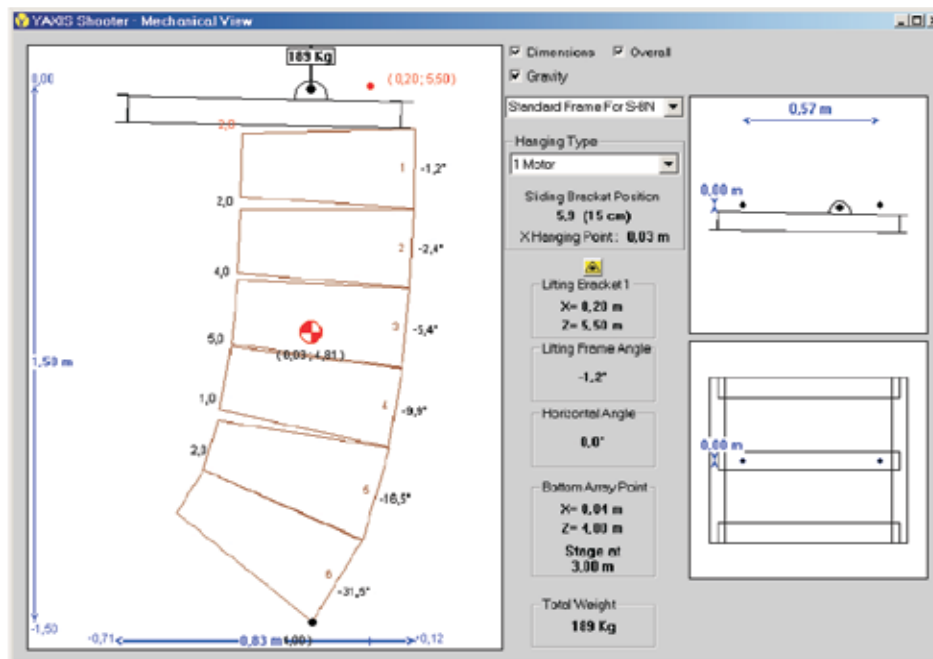 YAXIS Shooter - Mechanical View
189 Kg
(0,20 ; 5,50)
0,00
2,0
1
-1,2°
2,0
2
-2,4°
4,0
3
-5,4°
(0,03 ; 4,81)
5,0
1,50 m
4
-9,9°
1,0
2,0
5
-16,5°
6
-31,5°
-1,50
-0,71
0,83 m
+0,12
Dimensions
Overall
Gravity
Standard Frame For S-8N
Hanging Type
1 Motor
Sliding Bracket Position
5,9 (15 cm)
X Hanging Point : 0,03 m
Lifting Bracket 1
X= 0,20 m
Z= 5,50 m
Lifting Frame Angle
-1,2°
Horizontal Angle
0,0°
Bottom Array Point
X= 0,04 m
Z= 4,00 m
Stage at
3,00 m
Total Weight
189 Kg
0,57 m
0,00 m
0,00 m